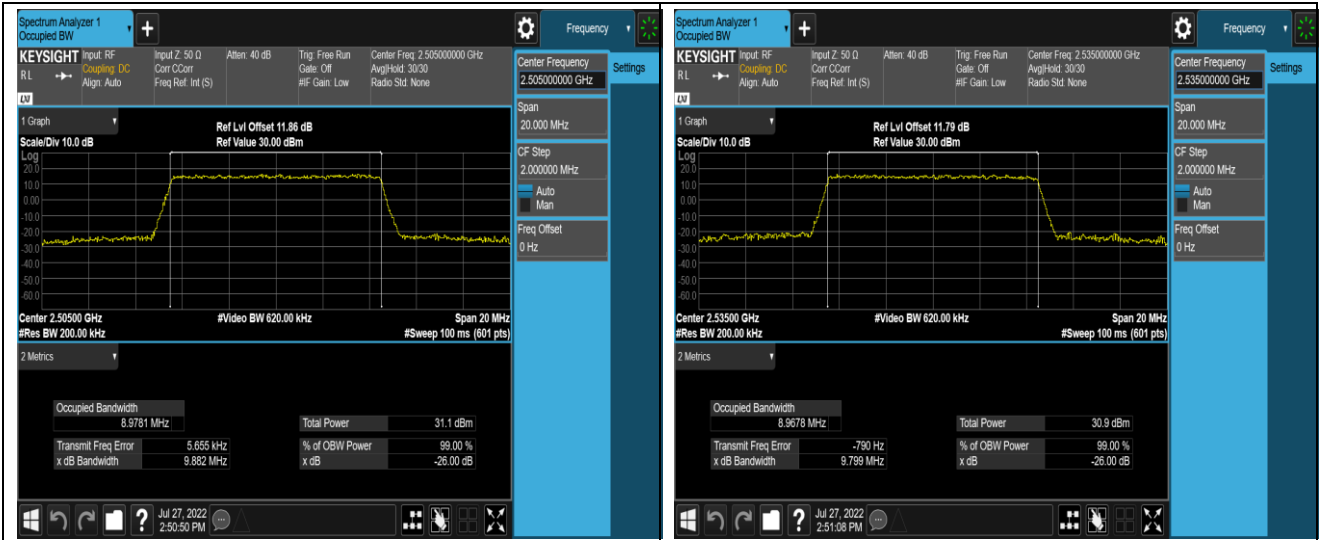 Spectrum Analyzer 1
Occupied BW
+
Frequency
KEYSIGHT
RL
LXI
Input: RF
Coupling: DC
Align: Auto
Input Z: 50 Ω
Corr CCorr
Freq Ref: Int (S)
Atten: 40 dB
Trig: Free Run
Gate: Off
#IF Gain: Low
Center Freq: 2.505000000 GHz
Avg|Hold: 30/30
Radio Std: None
Center Frequency
2.505000000 GHz
Settings
Span
20.000 MHz
CF Step
2.000000 MHz
Auto
Man
Freq Offset
0 Hz
1 Graph
Scale/Div 10.0 dB
Ref Lvl Offset 11.86 dB
Ref Value 30.00 dBm
Log
20.0
10.0
0.00
-10.0
-20.0
-30.0
-40.0
-50.0
-60.0
Center 2.50500 GHz
#Video BW 620.00 kHz
Span 20 MHz
#Res BW 200.00 kHz
#Sweep 100 ms (601 pts)
2 Metrics
Occupied Bandwidth
8.9781 MHz
Total Power 31.1 dBm
Transmit Freq Error 5.655 kHz
% of OBW Power 99.00 %
x dB Bandwidth 9.882 MHz
x dB -26.00 dB
?
Jul 27, 2022
2:50:50 PM
Spectrum Analyzer 1
Occupied BW
+
Frequency
KEYSIGHT
RL
LXI
Input: RF
Coupling: DC
Align: Auto
Input Z: 50 Ω
Corr CCorr
Freq Ref: Int (S)
Atten: 40 dB
Trig: Free Run
Gate: Off
#IF Gain: Low
Center Freq: 2.535000000 GHz
Avg|Hold: 30/30
Radio Std: None
Center Frequency
2.535000000 GHz
Settings
Span
20.000 MHz
CF Step
2.000000 MHz
Auto
Man
Freq Offset
0 Hz
1 Graph
Scale/Div 10.0 dB
Ref Lvl Offset 11.79 dB
Ref Value 30.00 dBm
Log
20.0
10.0
0.00
-10.0
-20.0
-30.0
-40.0
-50.0
-60.0
Center 2.53500 GHz
#Video BW 620.00 kHz
Span 20 MHz
#Res BW 200.00 kHz
#Sweep 100 ms (601 pts)
2 Metrics
Occupied Bandwidth
8.9678 MHz
Total Power 30.9 dBm
Transmit Freq Error -790 Hz
% of OBW Power 99.00 %
x dB Bandwidth 9.799 MHz
x dB -26.00 dB
?
Jul 27, 2022
2:51:08 PM